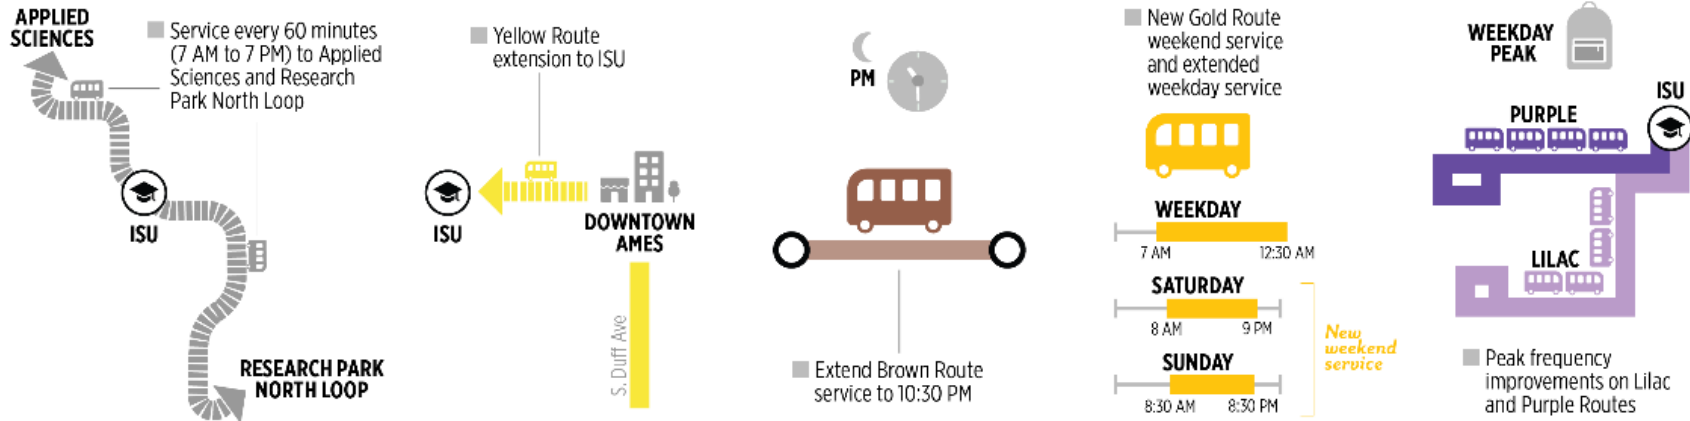 APPLIED
SCIENCES
Service every 60 minutes
(7 AM to 7 PM) to Applied
Sciences and Research
Park North Loop
ISU
RESEARCH PARK
NORTH LOOP
Yellow Route
extension to ISU
ISU
DOWNTOWN
AMES
S. Duff Ave
PM
Extend Brown Route
service to 10:30 PM
New Gold Route
weekend service
and extended
weekday service
WEEKDAY
7 AM 12:30 AM
SATURDAY
8 AM 9 PM
SUNDAY
8:30 AM 8:30 PM
New
weekend
service
WEEKDAY
PEAK
ISU
PURPLE
LILAC
Peak frequency
improvements on Lilac
and Purple Routes